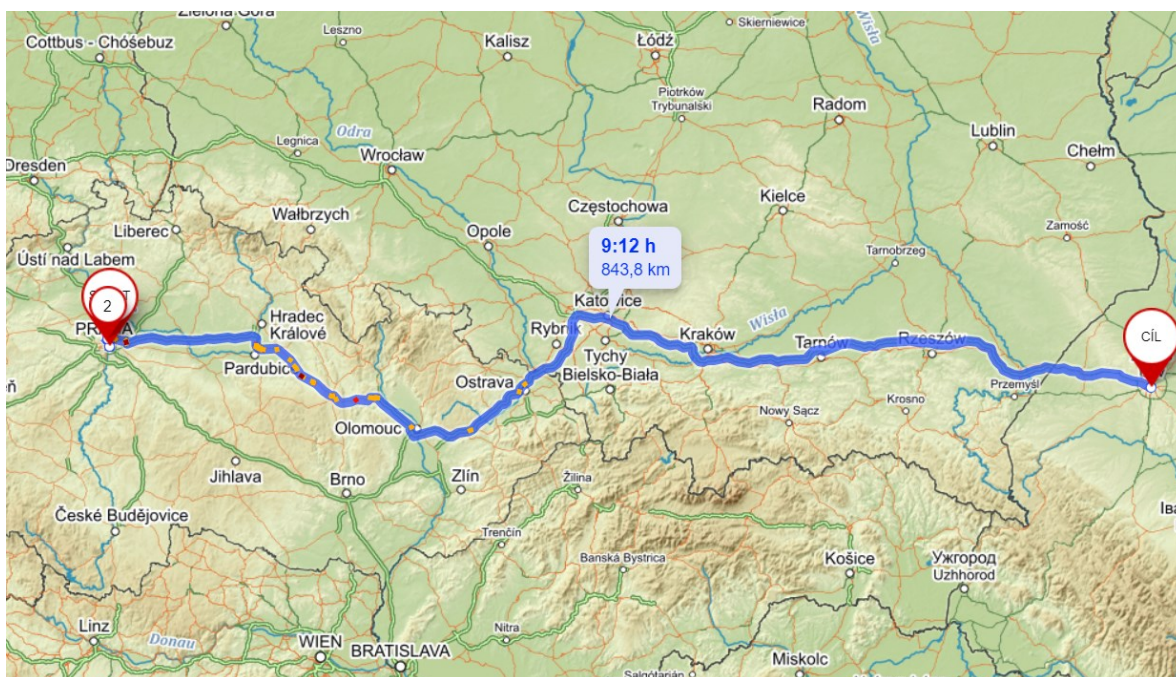 Zielona Góra
Cottbus - Chóśebuz
Leszno
Kalisz
Łódź
Skierniewice
Wisła
Piotrków
Trybunalski
Radom
Lublin
Chełm
Odra
Legnica
Wrocław
Dresden
Kielce
Częstochowa
Zamość
Wałbrzych
Liberec
Opole
9:12 h
843,8 km
Ústí nad Labem
Tarnobrzeg
2
Katowice
Wisła
Hradec
Králové
Rybnik
Kraków
Tarnów
Rzeszów
CÍL
Pardubic
Tychy
Bielsko-Biała
Ostrava
Przemyśl
Krosno
Nowy Sącz
Olomouc
Jihlava
Brno
Zlín
Žilina
České Budějovice
Trenčín
Banská Bystrica
Košice
Ужгород
Uzhhorod
Іва
Linz
Donau
WIEN
BRATISLAVA
Nitra
Miskolc
Salgótarján